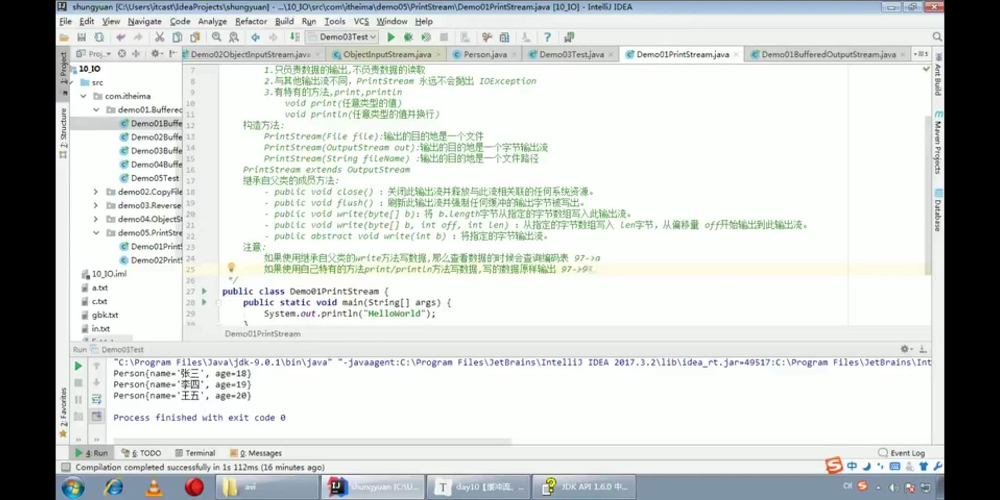 shungyuan [C:\Users\itcast\IdeaProjects\shungyuan] - ...\10_IO\src\com\itheima\demo05\PrintStream\Demo01PrintStream.java [10_IO] - IntelliJ IDEA
File Edit View Navigate Code Analyze Refactor Build Run Tools VCS Window Help
Demo03Test
Proj..
Demo02ObjectInputStream.java
ObjectInputStream.java
Person.java
Demo03Test.java
Demo01PrintStream.java
Demo01BufferedOutputStream.java
1: Project
Z: Structure
2: Favorites
Ant Build
Maven Projects
Database
10_IO
src
com.itheima
demo01.Buffered
Demo01Buffe
Demo02Buffe
Demo03Buffe
Demo04Buffe
Demo05Test
demo02.CopyFile
demo03.Reverse
demo04.ObjectSt
demo05.PrintStre
Demo01PrintS
Demo02PrintS
10_IO.iml
a.txt
c.txt
gbk.txt
in.txt
7 1.只负责数据的输出,不负责数据的读取
8 2.与其他输出流不同，PrintStream 永远不会抛出 IOException
9 3.有特有的方法,print,println
10 void print(任意类型的值)
11 void println(任意类型的值并换行)
12 构造方法:
13 PrintStream(File file):输出的目的地是一个文件
14 PrintStream(OutputStream out):输出的目的地是一个字节输出流
15 PrintStream(String fileName) :输出的目的地是一个文件路径
16 PrintStream extends OutputStream
17 继承自父类的成员方法:
18 - public void close() ：关闭此输出流并释放与此流相关联的任何系统资源。
19 - public void flush() ：刷新此输出流并强制任何缓冲的输出字节被写出。
20 - public void write(byte[] b)：将 b.length字节从指定的字节数组写入此输出流。
21 - public void write(byte[] b, int off, int len) ：从指定的字节数组写入 len字节，从偏移量 off开始输出到此输出流。
22 - public abstract void write(int b) ：将指定的字节输出流。
23 注意:
24 如果使用继承自父类的write方法写数据,那么查看数据的时候会查询编码表 97->a
25 如果使用自己特有的方法print/println方法写数据,写的数据原样输出
26 */
27 public class Demo01PrintStream {
28 public static void main(String[] args) {
29 System.out.println("HelloWorld");
30 }
Demo01PrintStream
Run Demo03Test
"C:\Program Files\Java\jdk-9.0.1\bin\java" "-javaagent:C:\Program Files\JetBrains\IntelliJ IDEA 2017.3.2\lib\idea_rt.jar=49517:C:\Program Files\JetBrains\Int
Person{name='张三', age=18}
Person{name='李四', age=19}
Person{name='王五', age=20}
Process finished with exit code 0
4: Run 6: TODO Terminal 0: Messages Event Log
Compilation completed successfully in 1s 112ms (16 minutes ago)
中
avi
shungyuan [C:\U...
day10【缓冲流、...
JDK API 1.6.0 中...
CH